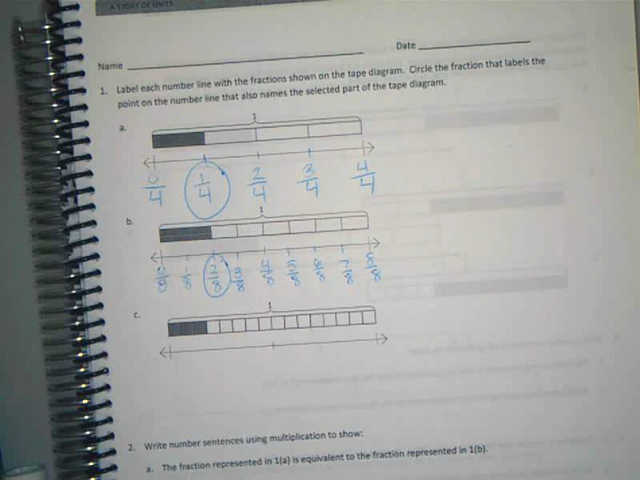 A STORY OF UNITS
Name
Date
1. Label each number line with the fractions shown on the tape diagram. Circle the fraction that labels the
point on the number line that also names the selected part of the tape diagram.
a.
1
0/4 1/4 2/4 3/4 4/4
b.
1
0/8 1/8 2/8 3/8 4/8 5/8 6/8 7/8 8/8
c.
1
2. Write number sentences using multiplication to show:
a. The fraction represented in 1(a) is equivalent to the fraction represented in 1(b).